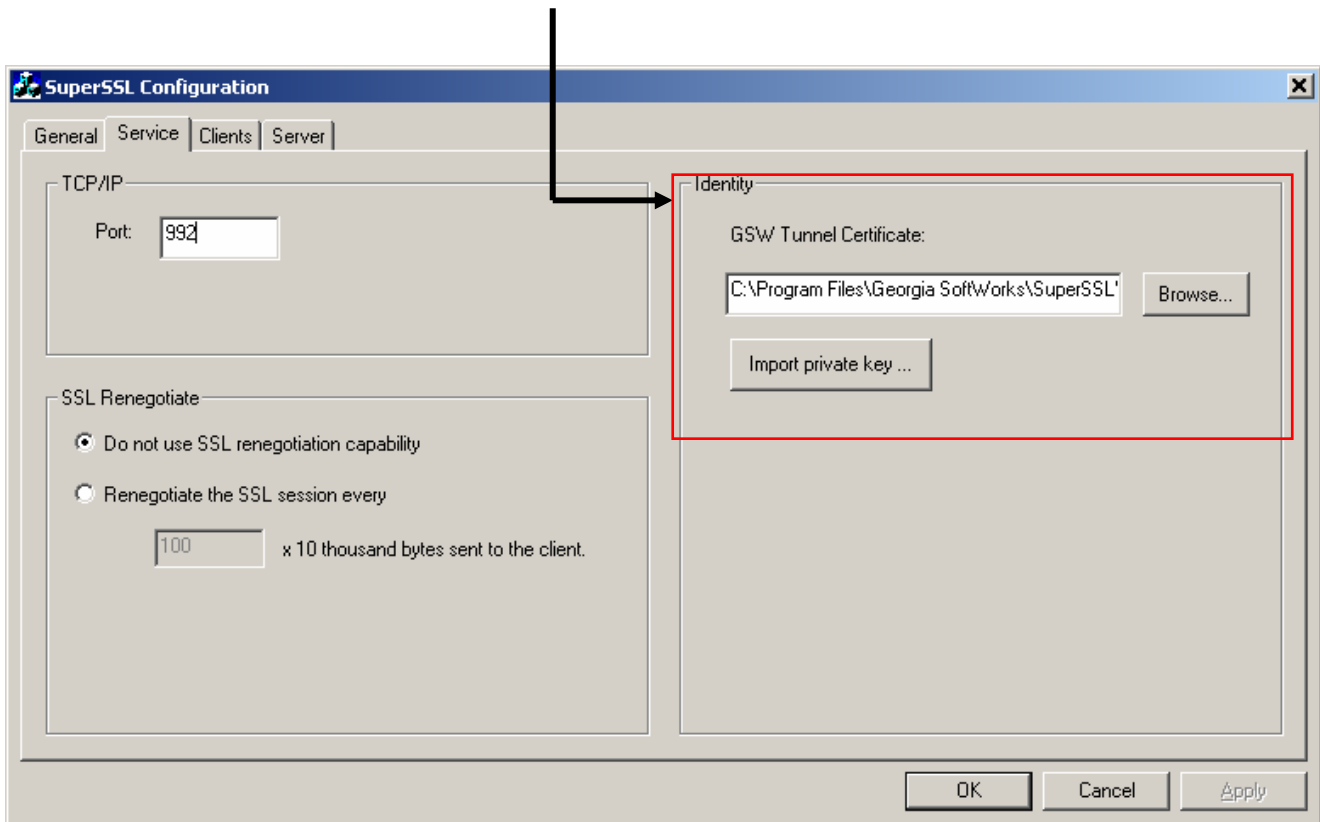 SuperSSL Configuration
General Service Clients Server
TCP/IP
Port: 992
SSL Renegotiate
Do not use SSL renegotiation capability
Renegotiate the SSL session every
100 x 10 thousand bytes sent to the client.
Identity
GSW Tunnel Certificate:
C:\Program Files\Georgia SoftWorks\SuperSSL' Browse...
Import private key ...
OK Cancel Apply